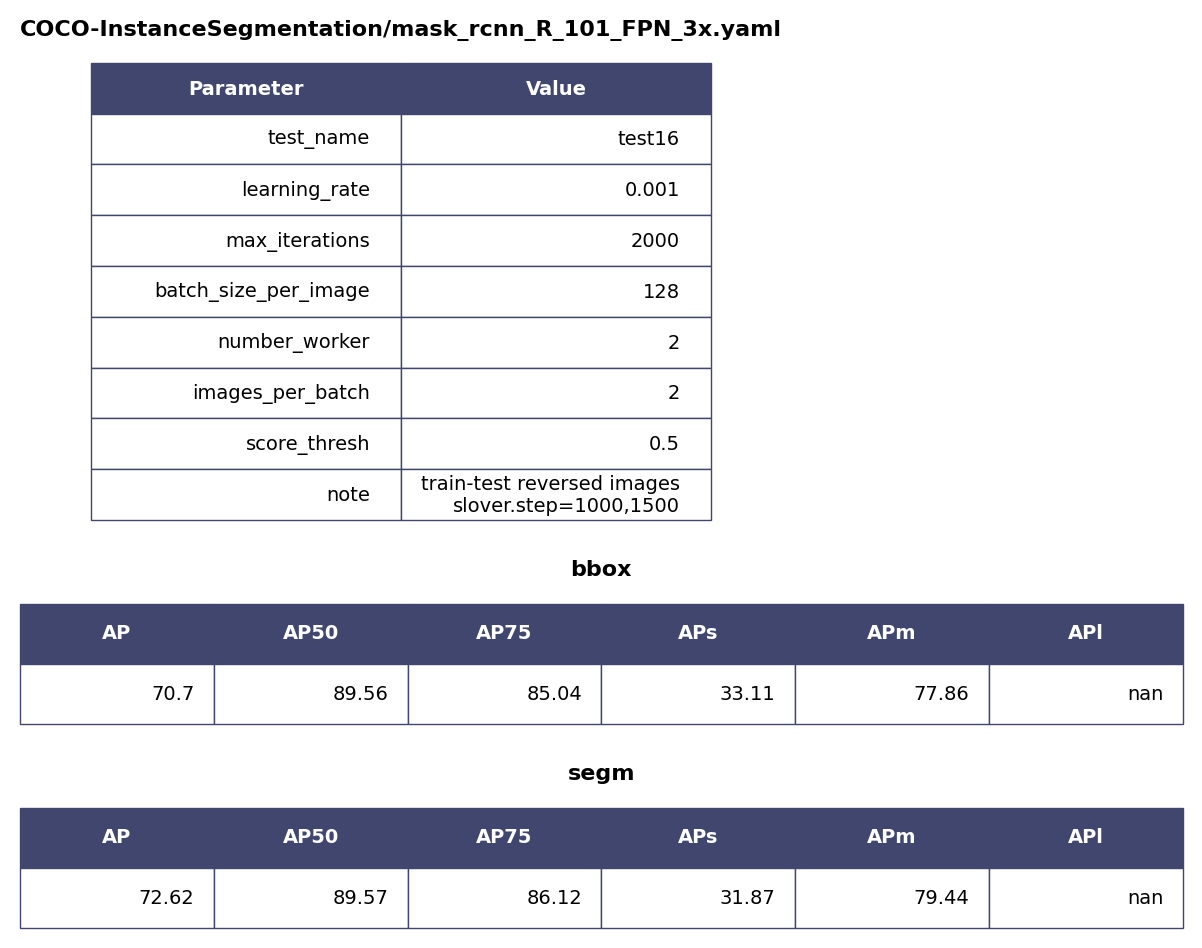 COCO-InstanceSegmentation/mask_rcnn_R_101_FPN_3x.yaml
Parameter Value
test_name test16
learning_rate 0.001
max_iterations 2000
batch_size_per_image 128
number_worker 2
images_per_batch 2
score_thresh 0.5
note train-test reversed images
slover.step=1000,1500
bbox
AP AP50 AP75 APs APm APl
70.7 89.56 85.04 33.11 77.86 nan
segm
AP AP50 AP75 APs APm APl
72.62 89.57 86.12 31.87 79.44 nan